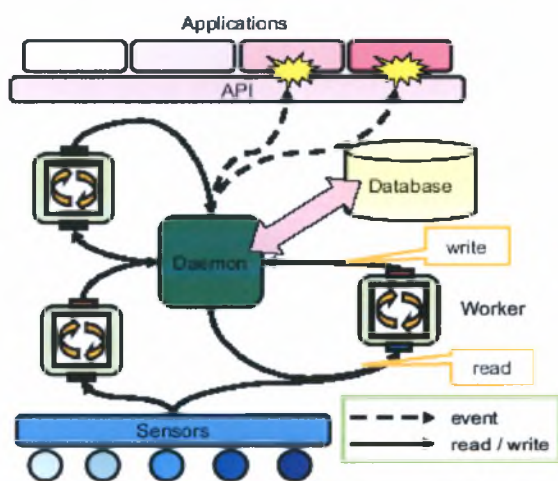 Applications
API
Database
Daemon
write
Worker
read
Sensors
event
read / write